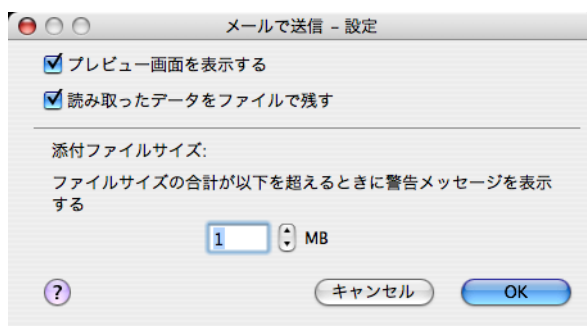 メールで送信 – 設定
プレビュー画面を表示する
読み取ったデータをファイルで残す
添付ファイルサイズ:
ファイルサイズの合計が以下を超えるときに警告メッセージを表示
する
1 MB
? キャンセル OK